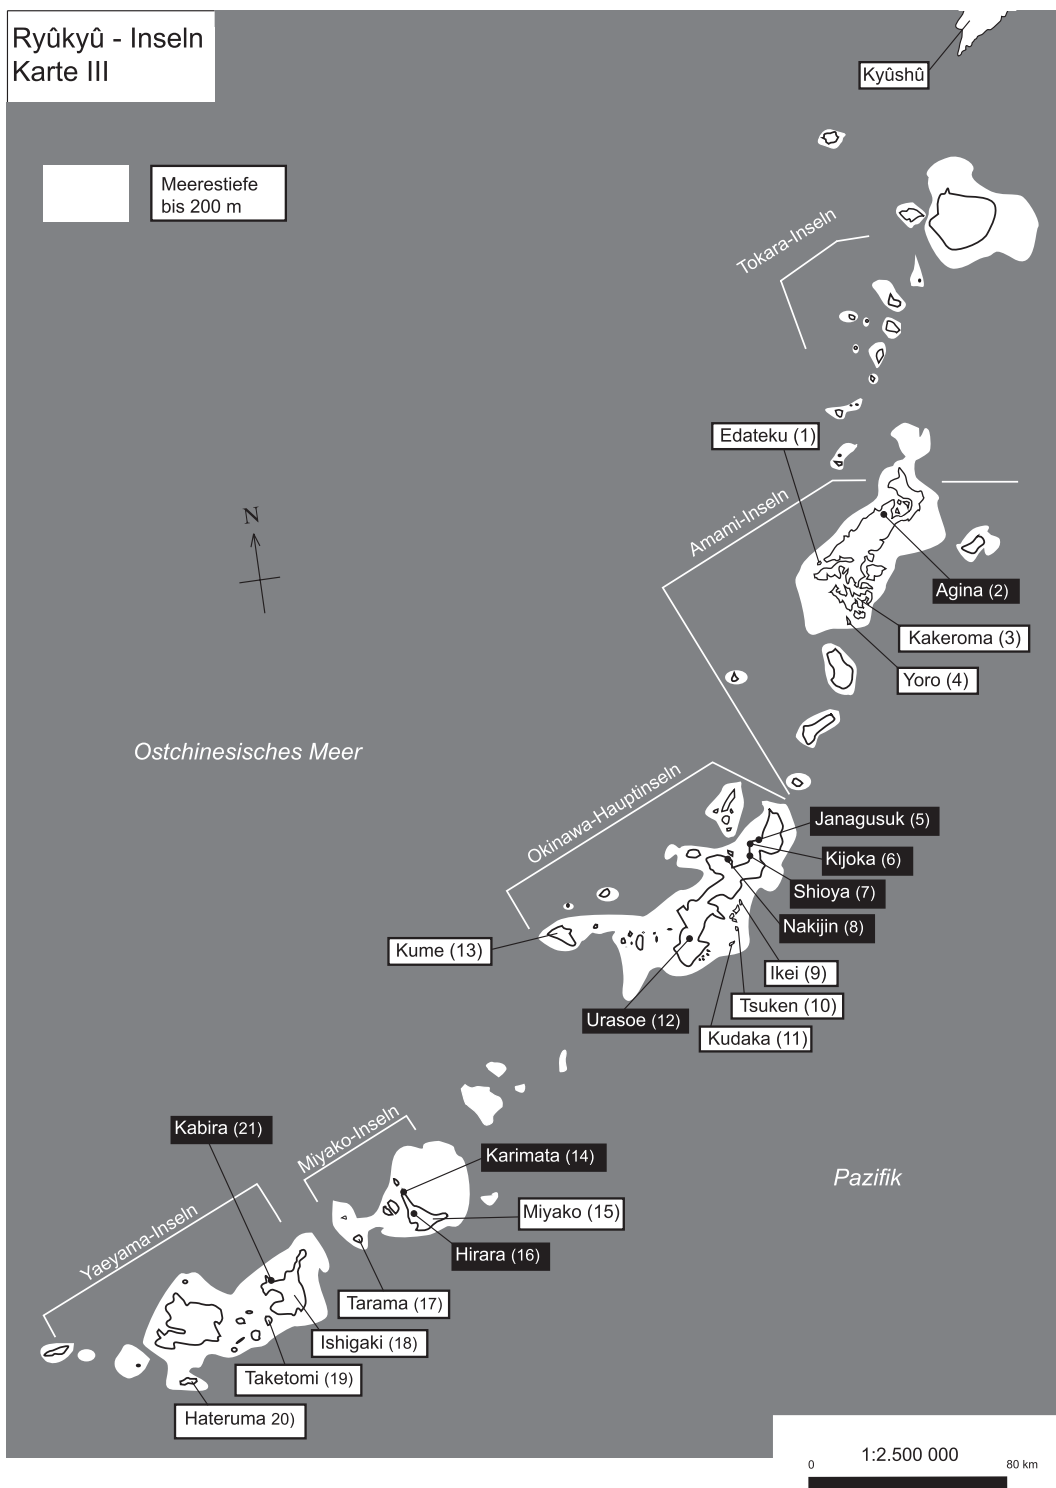 Ryûkyû - Inseln
Karte III
Kyûshû
Meerestiefe
bis 200 m
Tokara-Inseln
Edateku (1)
Amami-Inseln
N
Agina (2)
Kakeroma (3)
Yoro (4)
Ostchinesisches Meer
Okinawa-Hauptinseln
Janagusuk (5)
Kijoka (6)
Shioya (7)
Nakijin (8)
Kume (13)
Ikei (9)
Tsuken (10)
Urasoe (12)
Kudaka (11)
Kabira (21)
Miyako-Inseln
Karimata (14)
Pazifik
Miyako (15)
Yaeyama-Inseln
Hirara (16)
Tarama (17)
Ishigaki (18)
Taketomi (19)
Hateruma 20)
1:2.500 000
0 80 km